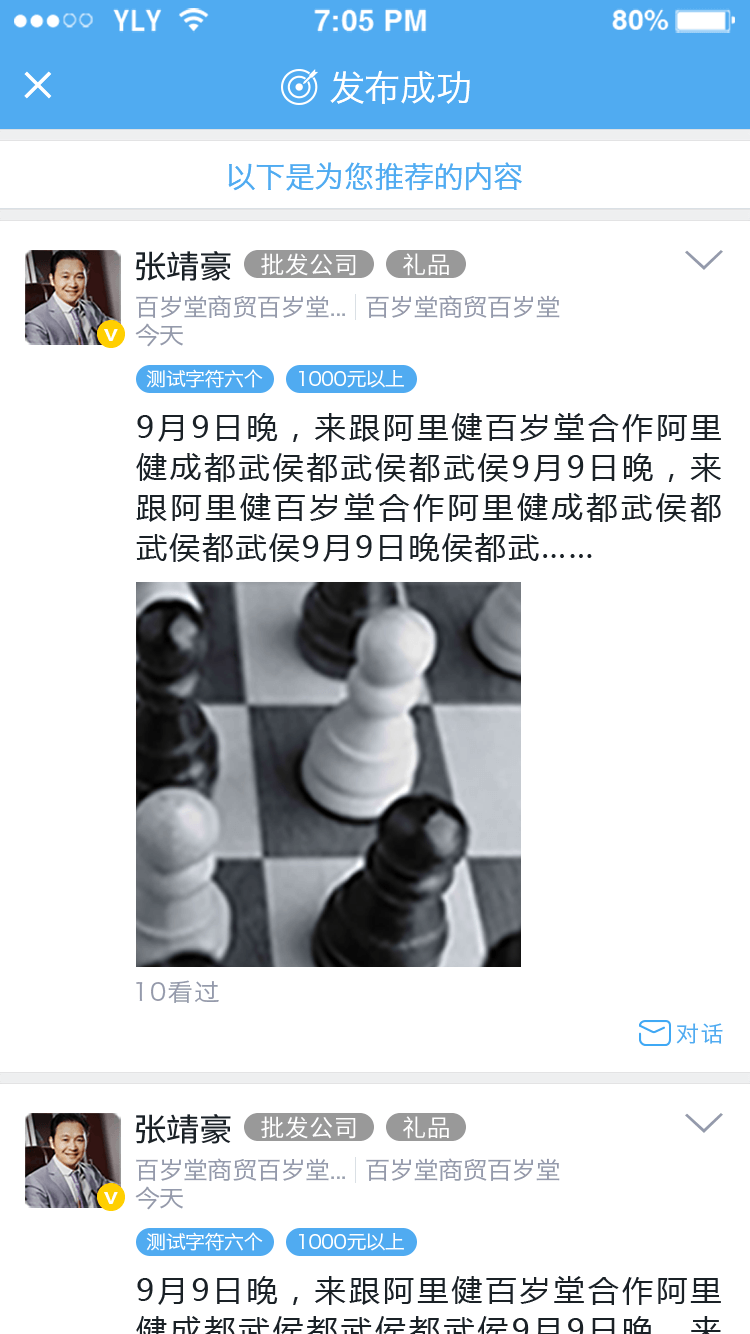 YLY 7:05 PM 80%
发布成功
以下是为您推荐的内容
张靖豪 批发公司 礼品
百岁堂商贸百岁堂... 百岁堂商贸百岁堂
今天
测试字符六个 1000元以上
9月9日晚，来跟阿里健百岁堂合作阿里
健成都武侯都武侯都武侯9月9日晚，来
跟阿里健百岁堂合作阿里健成都武侯都
武侯都武侯9月9日晚侯都武……
10看过
对话
张靖豪 批发公司 礼品
百岁堂商贸百岁堂... 百岁堂商贸百岁堂
今天
测试字符六个 1000元以上
9月9日晚，来跟阿里健百岁堂合作阿里
健成都武侯都武侯都武侯9月9日晚，来